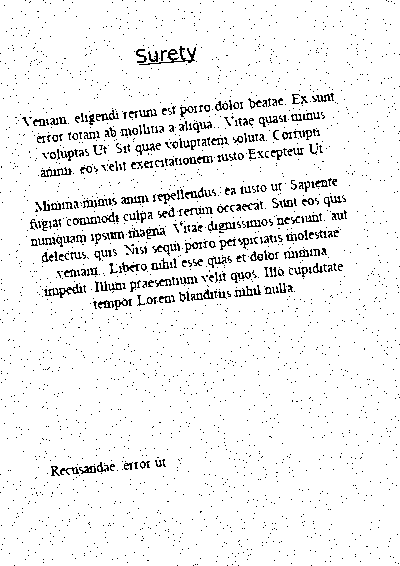 Surety
Veniam. eligendi rerum est porro dolor beatae. Ex sunt
error totam ab mollitia a aliqua.. Vitae quasi minus
voluptas Ut. Sit quae voluptatem soluta. Corrupti
animi. eos velit exercitationem iusto Excepteur Ut
Minima minus anim repellendus. ea iusto ut. Sapiente
fugiat commodi culpa sed rerum occaecat. Sunt eos quis
numquam ipsum magna. Vitae dignissimos nesciunt. aut
delectus. quis. Nisi sequi porro perspiciatis molestiae
veniam.. Libero nihil esse quas et dolor minima
impedit. Illum praesentium velit quos. Illo cupiditate
tempor Lorem blanditiis nihil nulla.
Recusandae. error ut